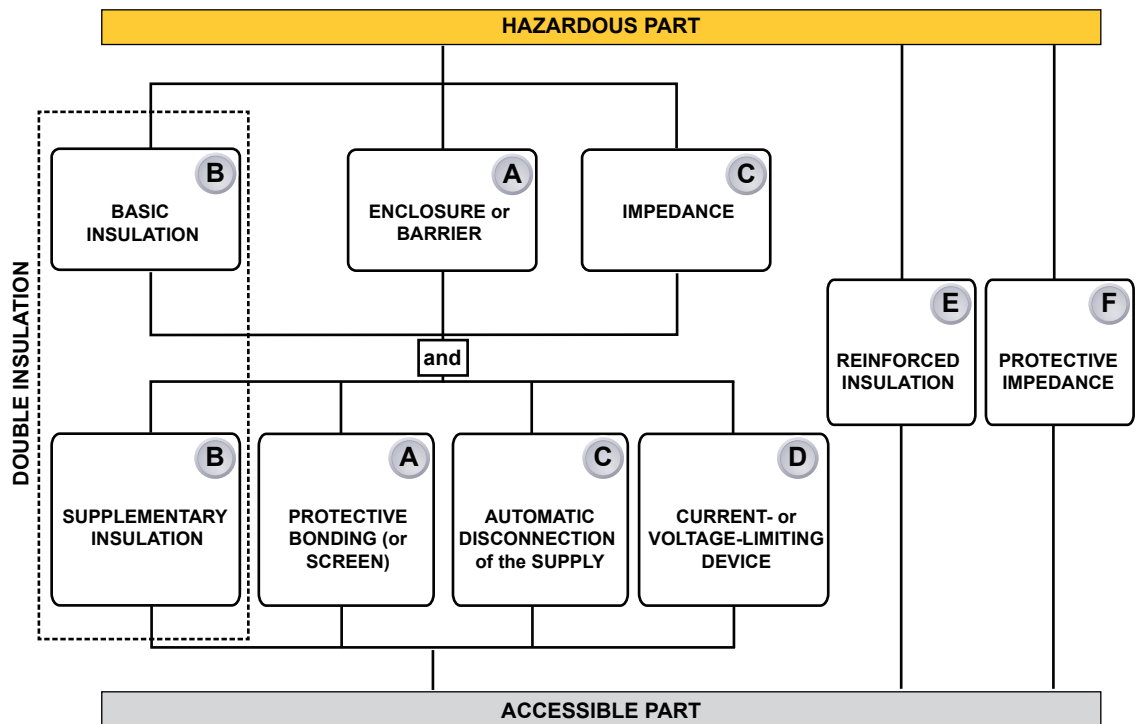 HAZARDOUS PART
DOUBLE INSULATION
B
BASIC
INSULATION
A
ENCLOSURE or
BARRIER
C
IMPEDANCE
E
REINFORCED
INSULATION
F
PROTECTIVE
IMPEDANCE
and
B
SUPPLEMENTARY
INSULATION
A
PROTECTIVE
BONDING (or
SCREEN)
C
AUTOMATIC
DISCONNECTION
of the SUPPLY
D
CURRENT- or
VOLTAGE-LIMITING
DEVICE
ACCESSIBLE PART